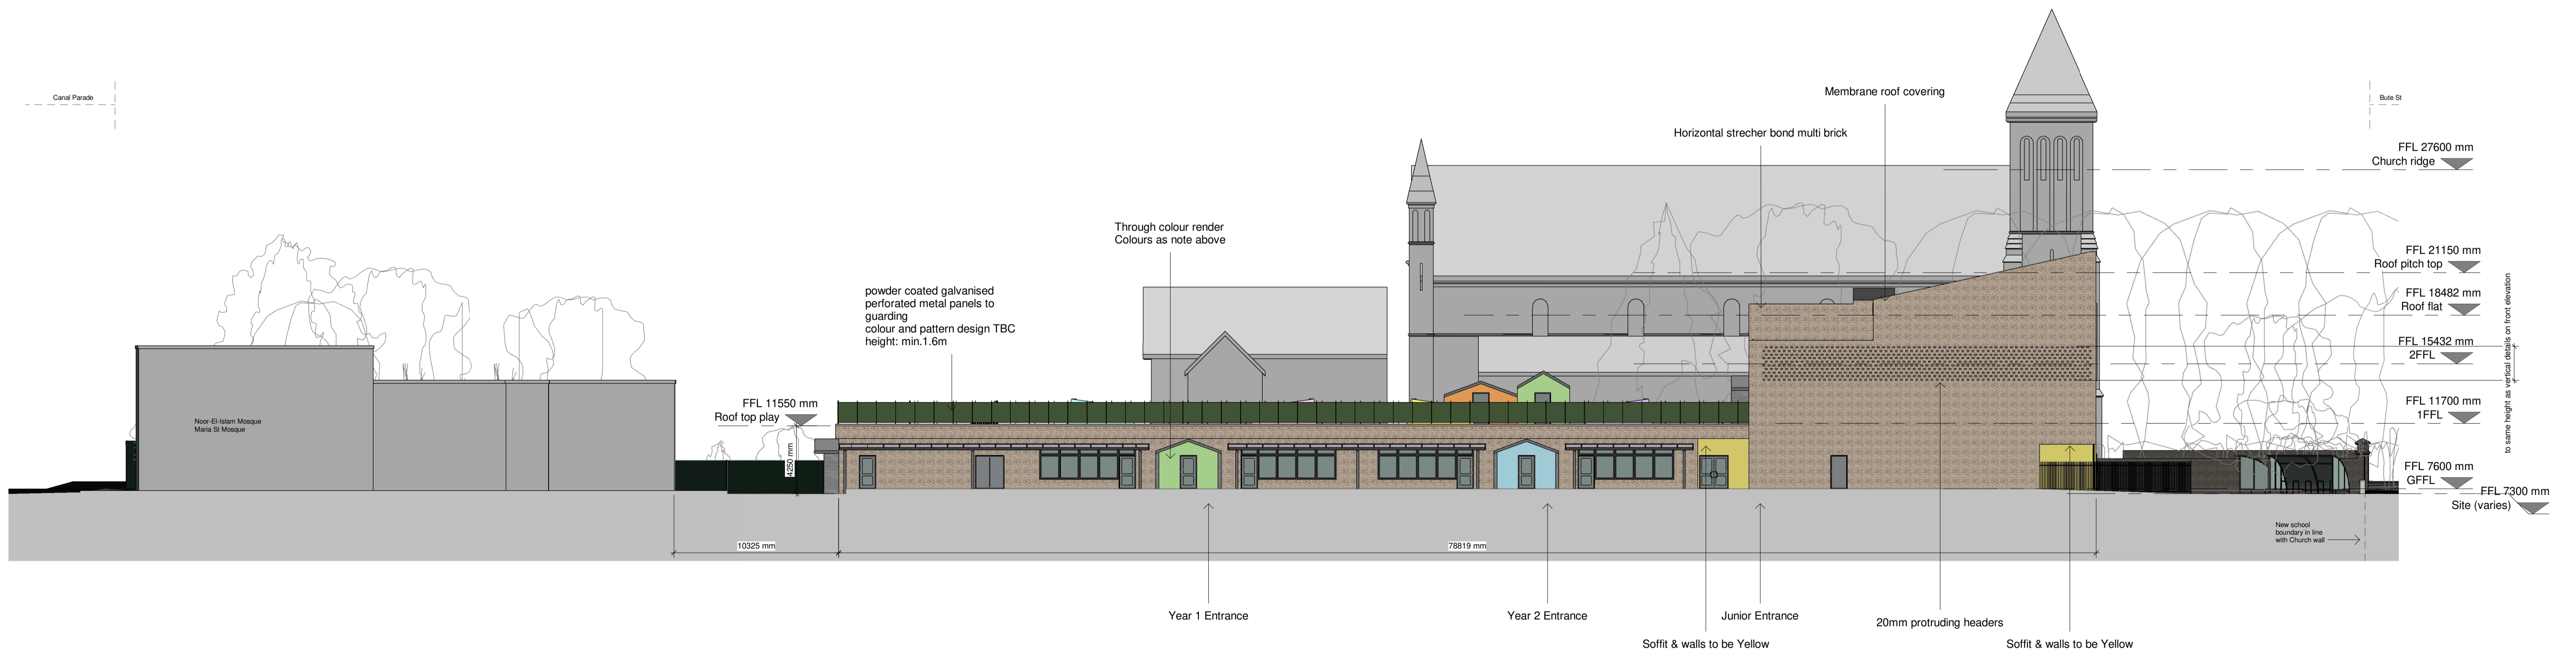 Canal Parade
Bute St
Membrane roof covering
Horizontal strecher bond multi brick
FFL 27600 mm
Church ridge
Through colour render
Colours as note above
FFL 21150 mm
Roof pitch top
powder coated galvanised
perforated metal panels to
guarding
colour and pattern design TBC
height: min.1.6m
FFL 18482 mm
Roof flat
FFL 15432 mm
2FFL
to same height as vertical details on front elevation
FFL 11550 mm
Roof top play
FFL 11700 mm
1FFL
Noor-El-Islam Mosque
Maria St Mosque
4250 mm
FFL 7600 mm
GFFL
FFL 7300 mm
Site (varies)
New school
boundary in line
with Church wall
10325 mm
78819 mm
Year 1 Entrance
Year 2 Entrance
Junior Entrance
20mm protruding headers
Soffit & walls to be Yellow
Soffit & walls to be Yellow